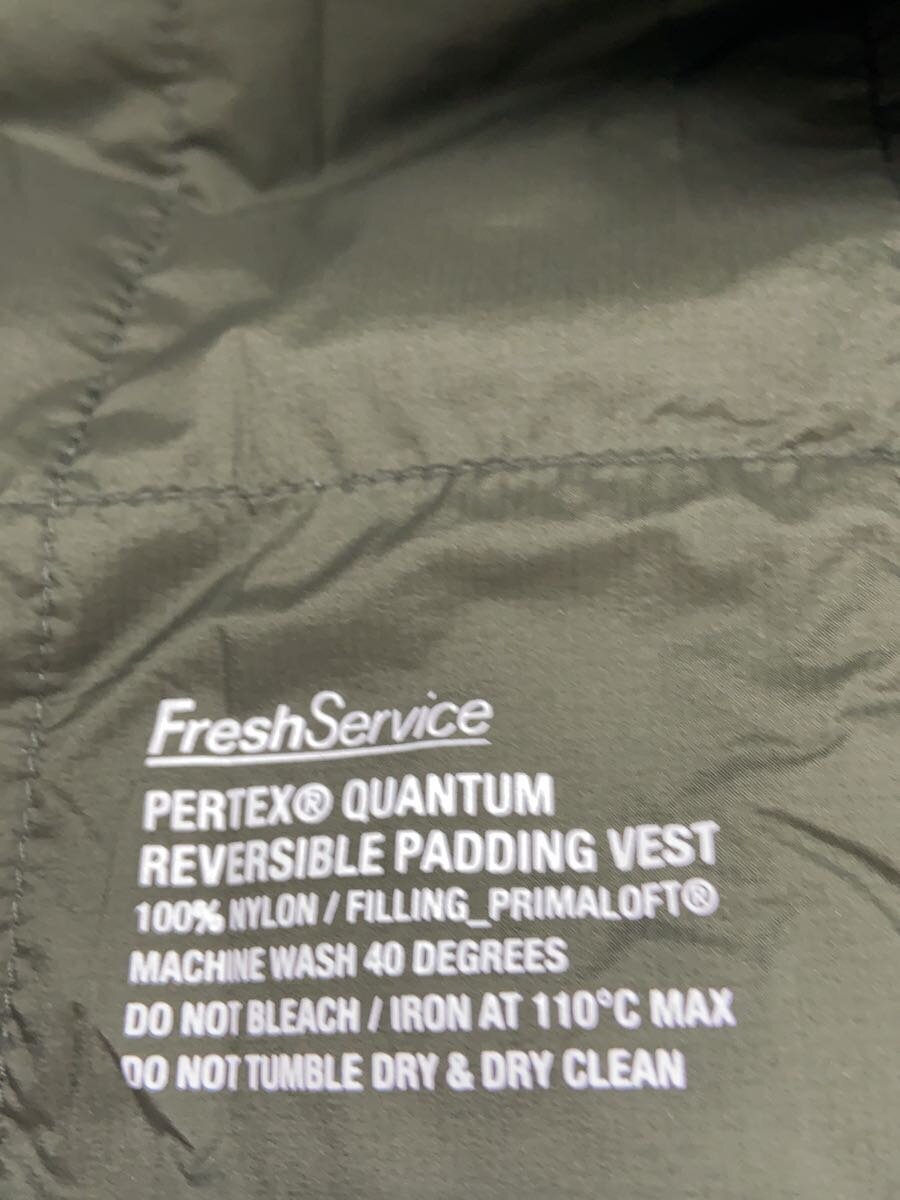 FreshService
PERTEX® QUANTUM
REVERSIBLE PADDING VEST
100% NYLON / FILLING_PRIMALOFT®
MACHINE WASH 40 DEGREES
DO NOT BLEACH / IRON AT 110°C MAX
DO NOT TUMBLE DRY & DRY CLEAN